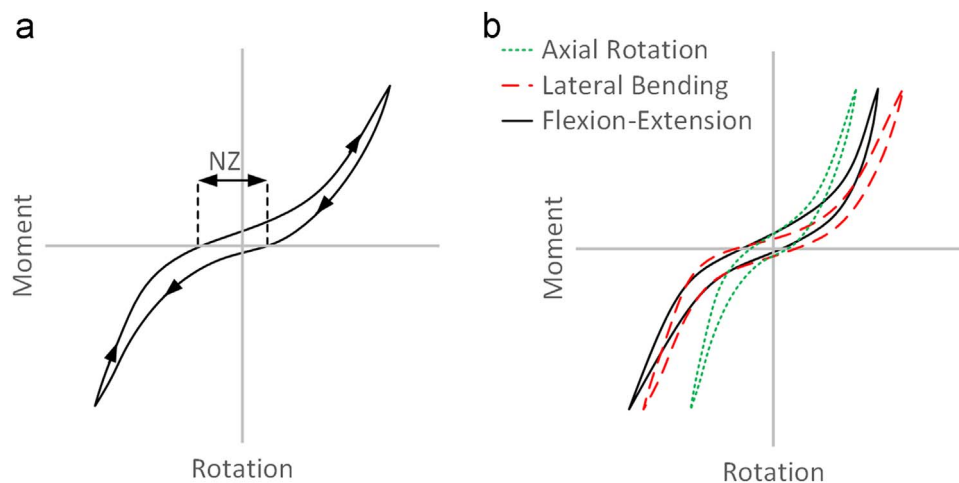 a
NZ
Moment
Rotation
b
Axial Rotation
Lateral Bending
Flexion-Extension
Moment
Rotation